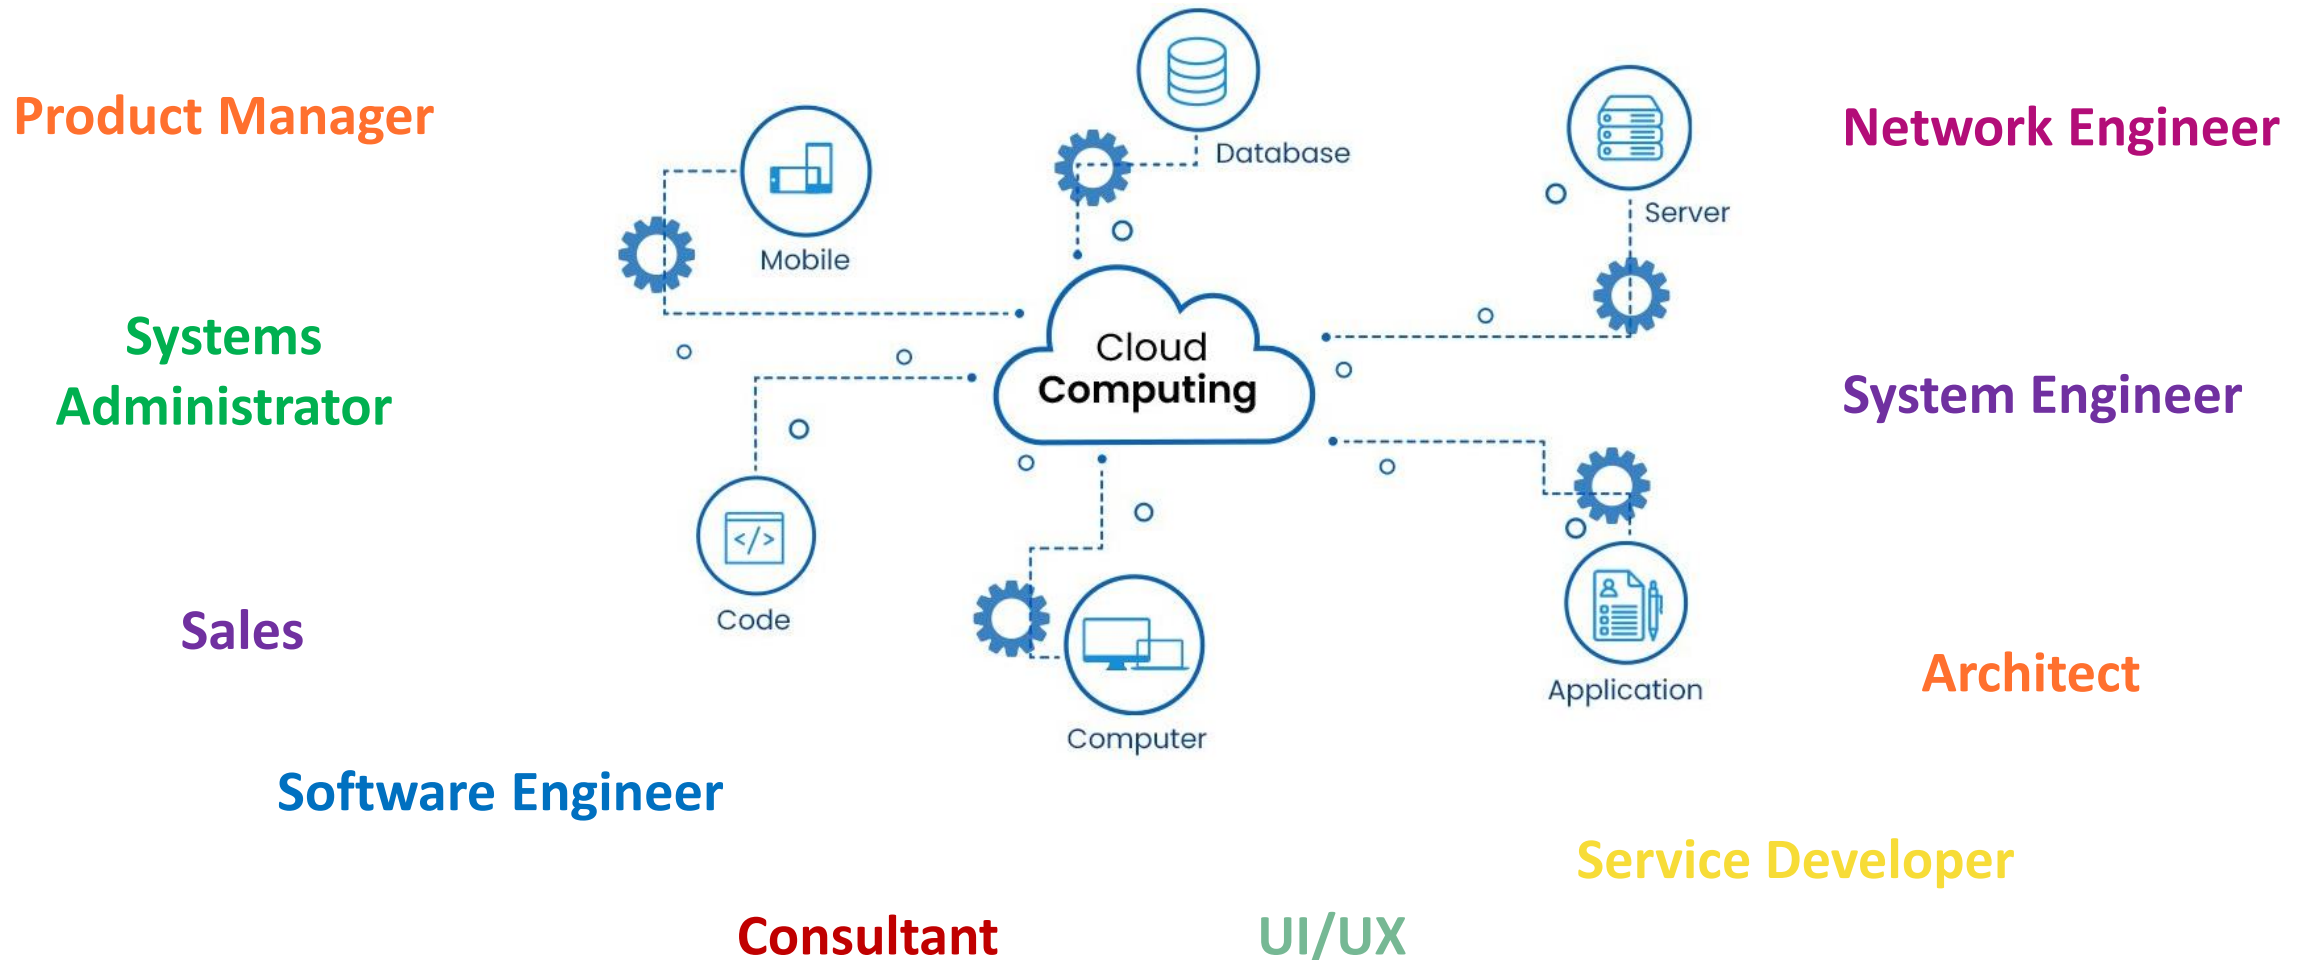 Product Manager
Database
Network Engineer
Server
Mobile
Systems
Administrator
Cloud
Computing
System Engineer
</>
Code
Sales
Computer
Application
Architect
Software Engineer
Service Developer
Consultant
UI/UX